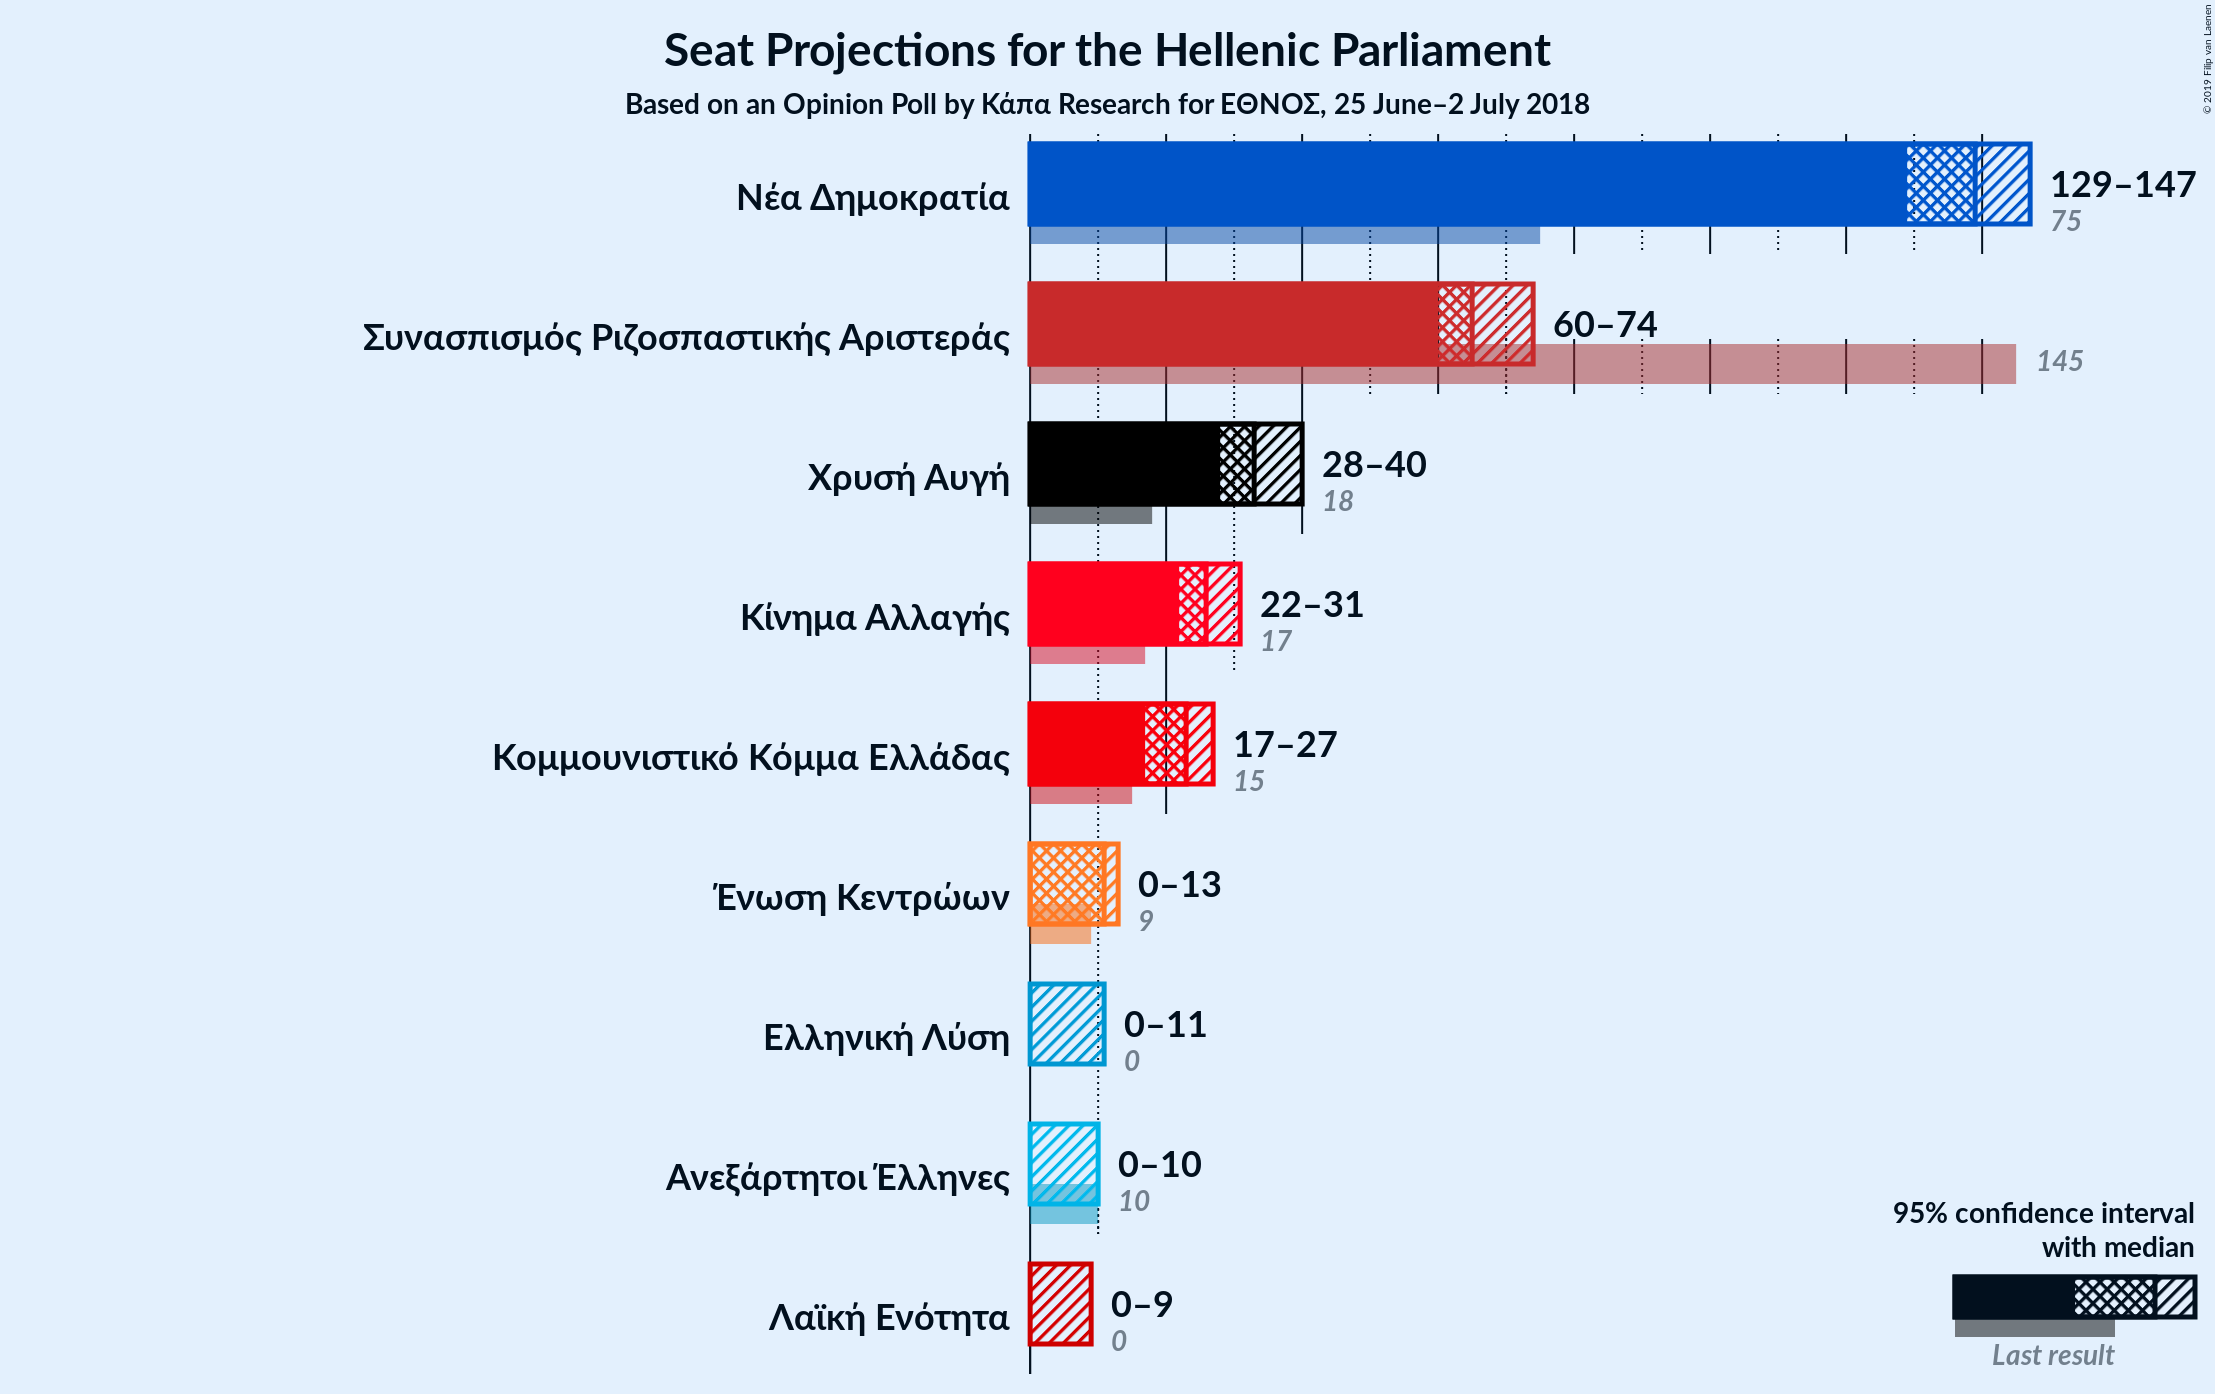 Seat Projections for the Hellenic Parliament
Based on an Opinion Poll by Κάπα Research for ΕΘΝΟΣ, 25 June–2 July 2018
© 2019 Filip van Laenen
Νέα Δημοκρατία
129–147
75
Συνασπισμός Ριζοσπαστικής Αριστεράς
60–74
145
Χρυσή Αυγή
28–40
18
Κίνημα Αλλαγής
22–31
17
Κομμουνιστικό Κόμμα Ελλάδας
17–27
15
Ένωση Κεντρώων
0–13
9
Ελληνική Λύση
0–11
0
Ανεξάρτητοι Έλληνες
0–10
10
Λαϊκή Ενότητα
0–9
0
95% confidence interval
with median
Last result